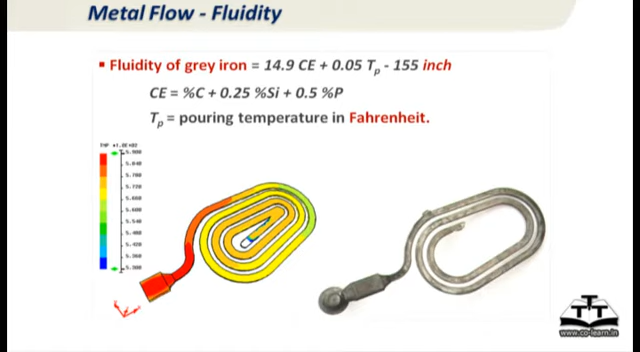 Metal Flow - Fluidity
▪ Fluidity of grey iron = 14.9 CE + 0.05 Tp - 155 inch
CE = %C + 0.25 %Si + 0.5 %P
Tp = pouring temperature in Fahrenheit.
TTT
www.co-learn.in